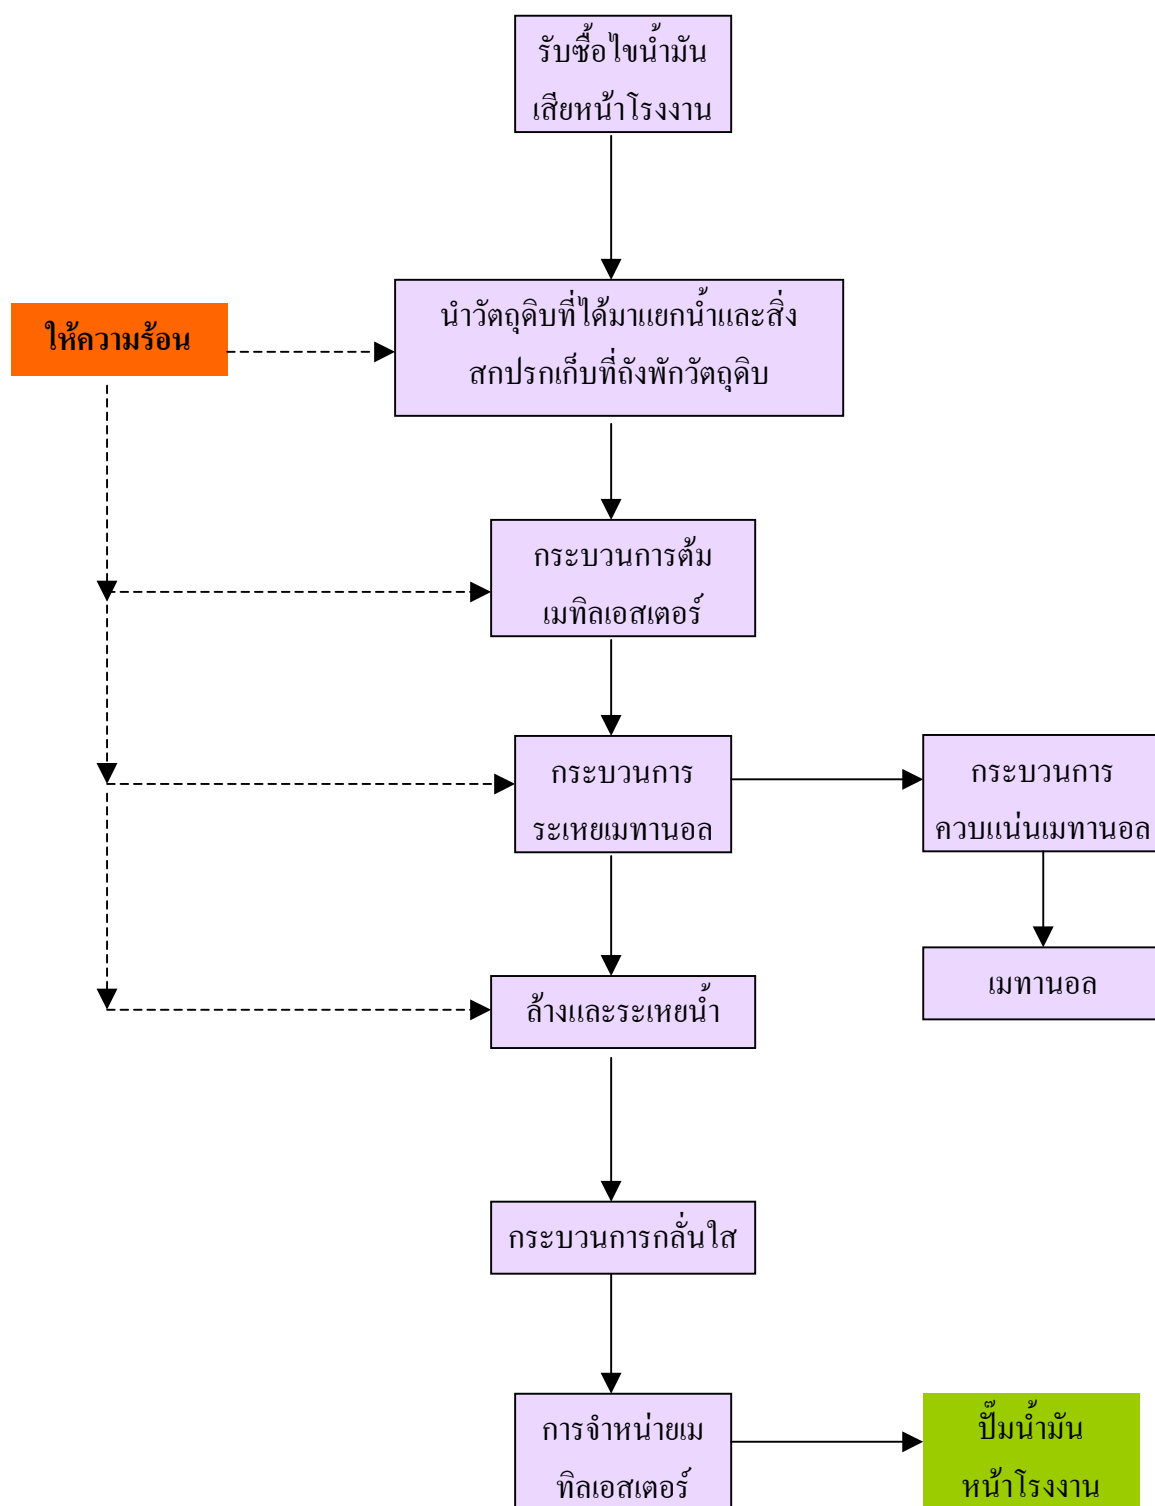 รับซื้อไขน้ำมัน
เสียหน้าโรงงาน
ให้ความร้อน
นำวัตถุดิบที่ได้มาแยกน้ำและสิ่ง
สกปรกเก็บที่ถังพักวัตถุดิบ
กระบวนการต้ม
เมทิลเอสเตอร์
กระบวนการ
ระเหยเมทานอล
กระบวนการ
ควบแน่นเมทานอล
เมทานอล
ล้างและระเหยน้ำ
กระบวนการกลั่นใส
การจำหน่ายเม
ทิลเอสเตอร์
ปั๊มน้ำมัน
หน้าโรงงาน